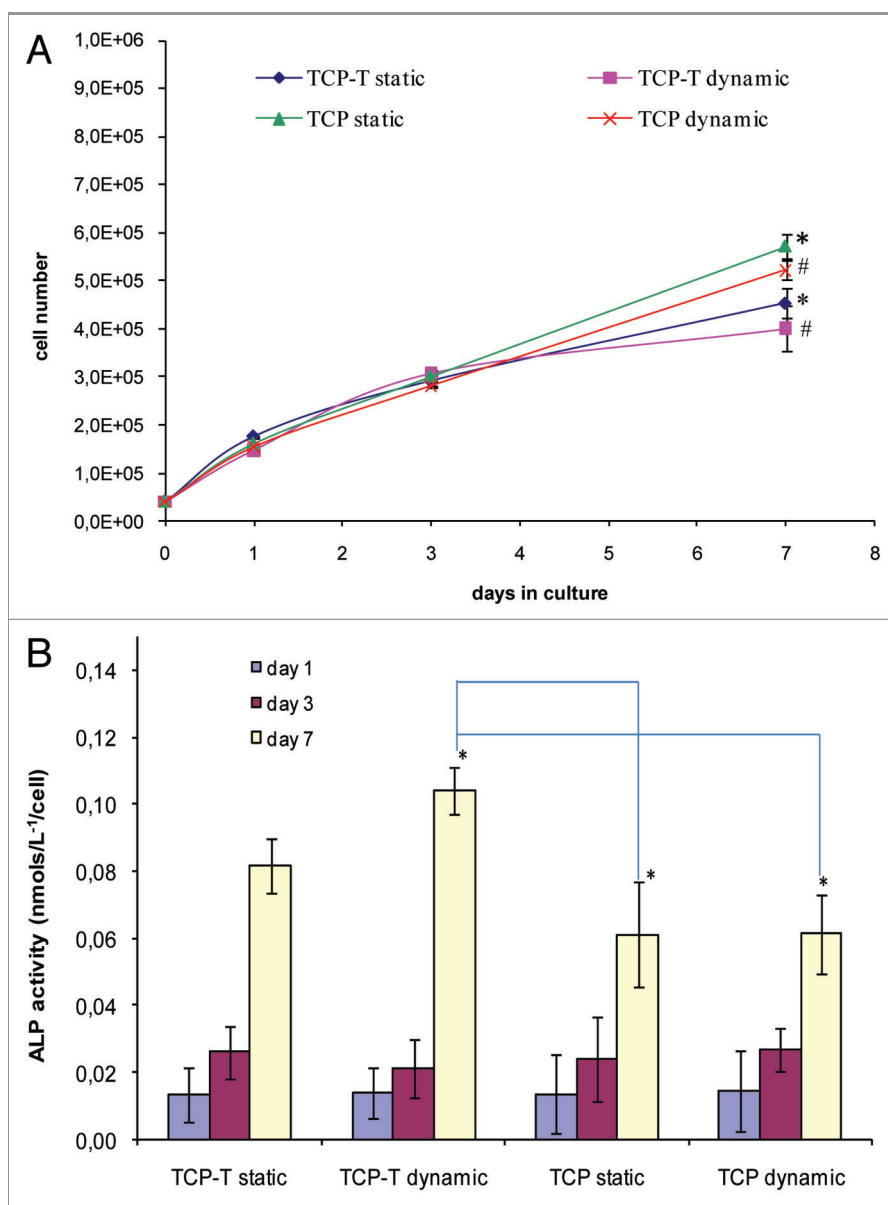 A
1,0E+06
9,0E+05
8,0E+05
7,0E+05
6,0E+05
5,0E+05
4,0E+05
3,0E+05
2,0E+05
1,0E+05
0,0E+00
cell number
TCP-T static
TCP-T dynamic
TCP static
TCP dynamic
*
#
*
#
0 1 2 3 4 5 6 7 8
days in culture
B
0,14
0,12
0,10
0,08
0,06
0,04
0,02
0,00
ALP activity (nmols/L⁻¹/cell)
day 1
day 3
day 7
*
*
*
TCP-T static TCP-T dynamic TCP static TCP dynamic